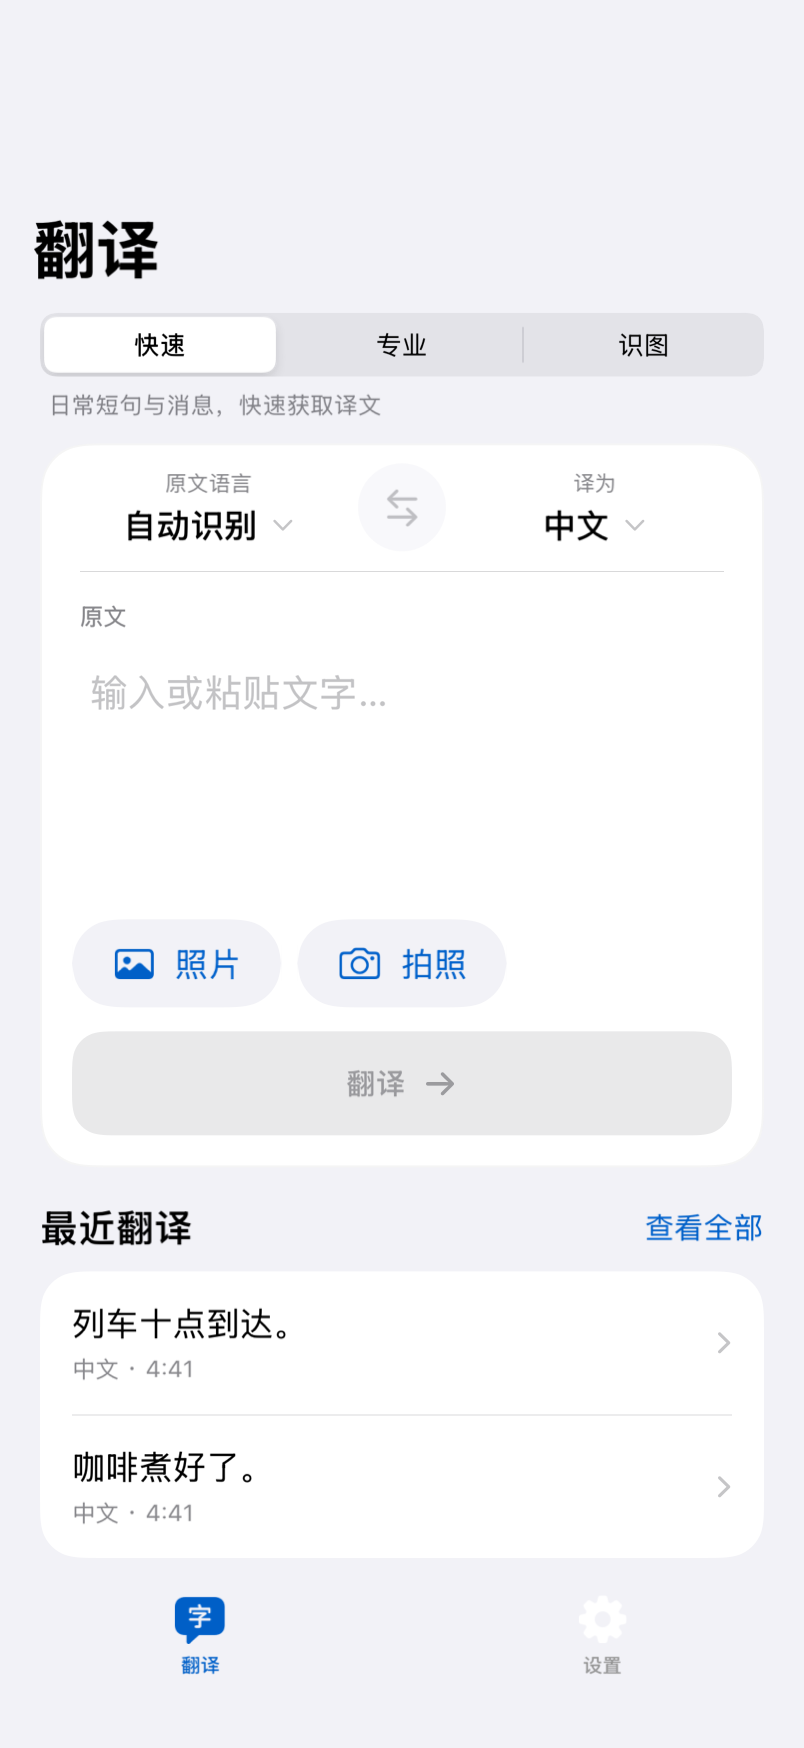 翻译
快速
专业
识图
日常短句与消息，快速获取译文
原文语言
译为
自动识别
中文
原文
输入或粘贴文字...
照片
拍照
翻译 →
最近翻译
查看全部
列车十点到达。
中文 · 4:41
咖啡煮好了。
中文 · 4:41
字
翻译
设置